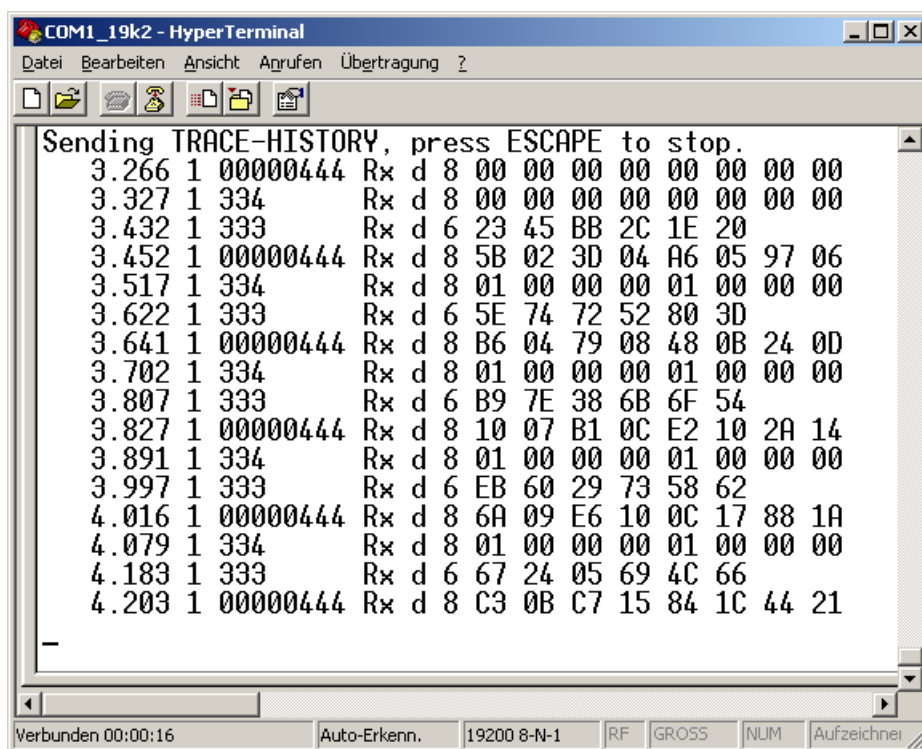 COM1_19k2 - HyperTerminal
Datei Bearbeiten Ansicht Anrufen Übertragung ?
Sending TRACE-HISTORY, press ESCAPE to stop.
3.266 1 00000444 Rx d 8 00 00 00 00 00 00 00 00
3.327 1 334 Rx d 8 00 00 00 00 00 00 00 00
3.432 1 333 Rx d 6 23 45 BB 2C 1E 20
3.452 1 00000444 Rx d 8 5B 02 3D 04 A6 05 97 06
3.517 1 334 Rx d 8 01 00 00 00 01 00 00 00
3.622 1 333 Rx d 6 5E 74 72 52 80 3D
3.641 1 00000444 Rx d 8 B6 04 79 08 48 0B 24 0D
3.702 1 334 Rx d 8 01 00 00 00 01 00 00 00
3.807 1 333 Rx d 6 B9 7E 38 6B 6F 54
3.827 1 00000444 Rx d 8 10 07 B1 0C E2 10 2A 14
3.891 1 334 Rx d 8 01 00 00 00 01 00 00 00
3.997 1 333 Rx d 6 EB 60 29 73 58 62
4.016 1 00000444 Rx d 8 6A 09 E6 10 0C 17 88 1A
4.079 1 334 Rx d 8 01 00 00 00 01 00 00 00
4.183 1 333 Rx d 6 67 24 05 69 4C 66
4.203 1 00000444 Rx d 8 C3 0B C7 15 84 1C 44 21
Verbunden 00:00:16 Auto-Erkenn. 19200 8-N-1 RF GROSS NUM Aufzeichnei